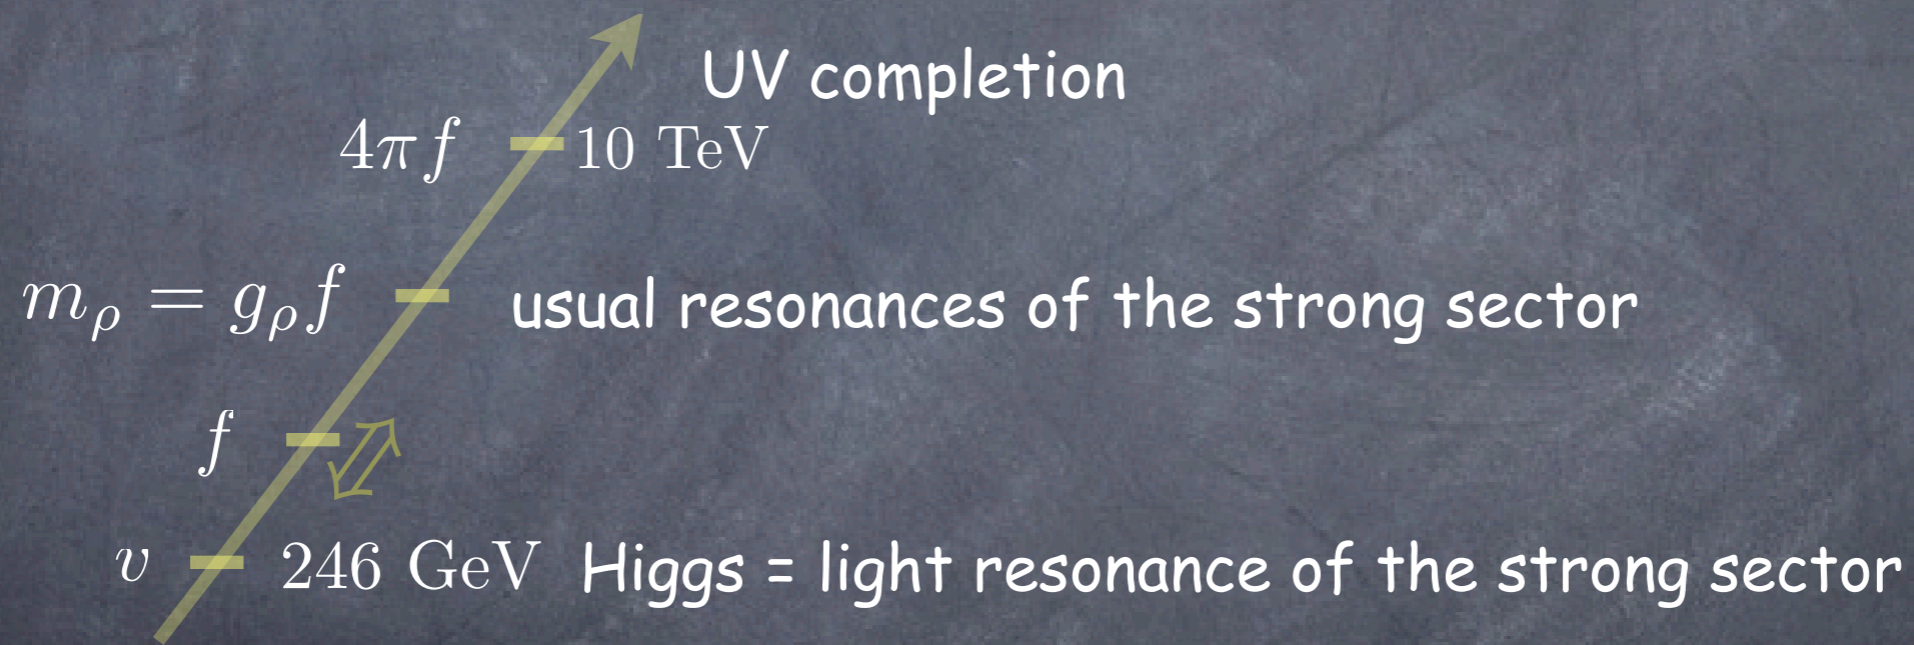 UV completion
4πf 10 TeV
m_ρ = g_ρ f usual resonances of the strong sector
f
v 246 GeV Higgs = light resonance of the strong sector